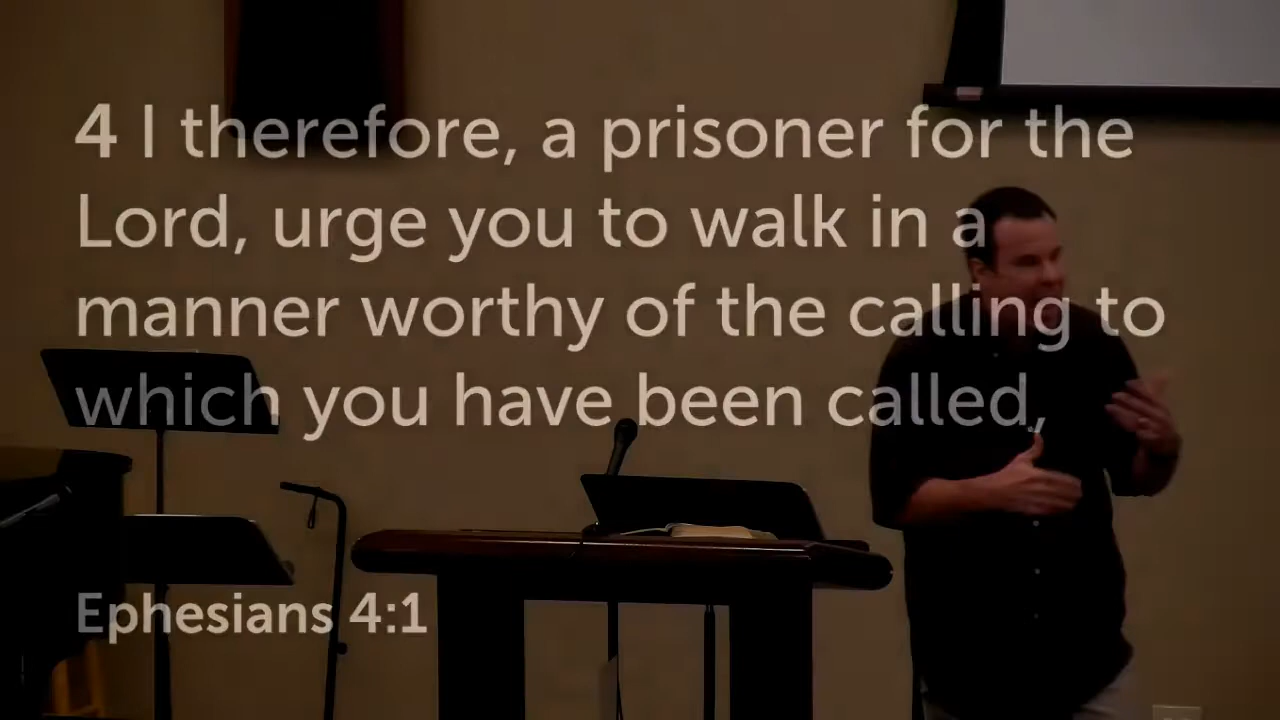 4 I therefore, a prisoner for the
Lord, urge you to walk in a
manner worthy of the calling to
which you have been called,
Ephesians 4:1